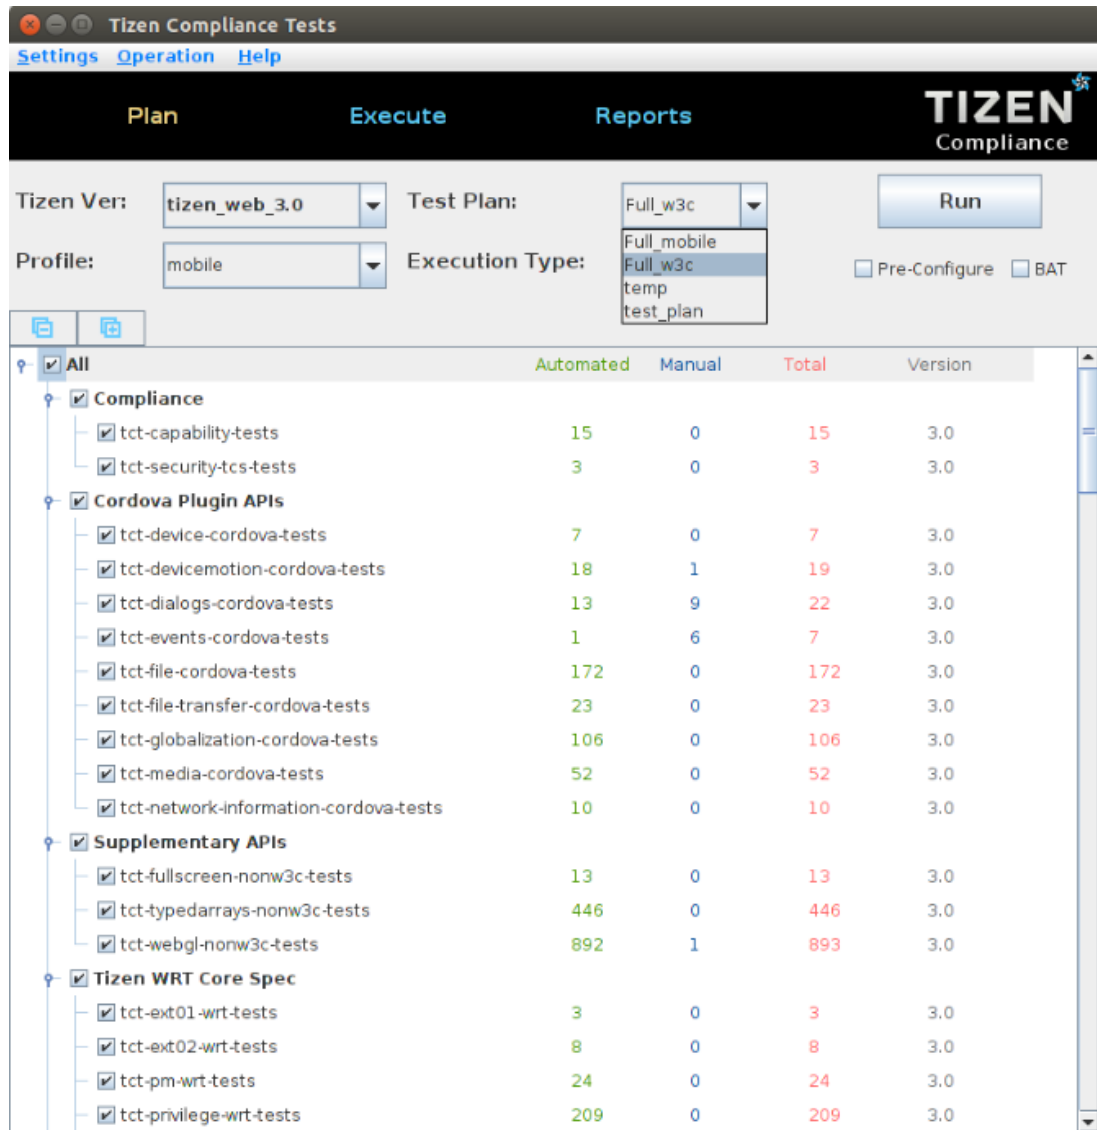 Tizen Compliance Tests
Settings Operation Help
Plan Execute Reports TIZEN
Compliance
Tizen Ver: tizen_web_3.0 Test Plan: Full_w3c Run
Full_mobile
Profile: mobile Execution Type: Full_w3c Pre-Configure BAT
temp
test_plan
All Automated Manual Total Version
Compliance
tct-capability-tests 15 0 15 3.0
tct-security-tcs-tests 3 0 3 3.0
Cordova Plugin APIs
tct-device-cordova-tests 7 0 7 3.0
tct-devicemotion-cordova-tests 18 1 19 3.0
tct-dialogs-cordova-tests 13 9 22 3.0
tct-events-cordova-tests 1 6 7 3.0
tct-file-cordova-tests 172 0 172 3.0
tct-file-transfer-cordova-tests 23 0 23 3.0
tct-globalization-cordova-tests 106 0 106 3.0
tct-media-cordova-tests 52 0 52 3.0
tct-network-information-cordova-tests 10 0 10 3.0
Supplementary APIs
tct-fullscreen-nonw3c-tests 13 0 13 3.0
tct-typedarrays-nonw3c-tests 446 0 446 3.0
tct-webgl-nonw3c-tests 892 1 893 3.0
Tizen WRT Core Spec
tct-ext01-wrt-tests 3 0 3 3.0
tct-ext02-wrt-tests 8 0 8 3.0
tct-pm-wrt-tests 24 0 24 3.0
tct-privilege-wrt-tests 209 0 209 3.0